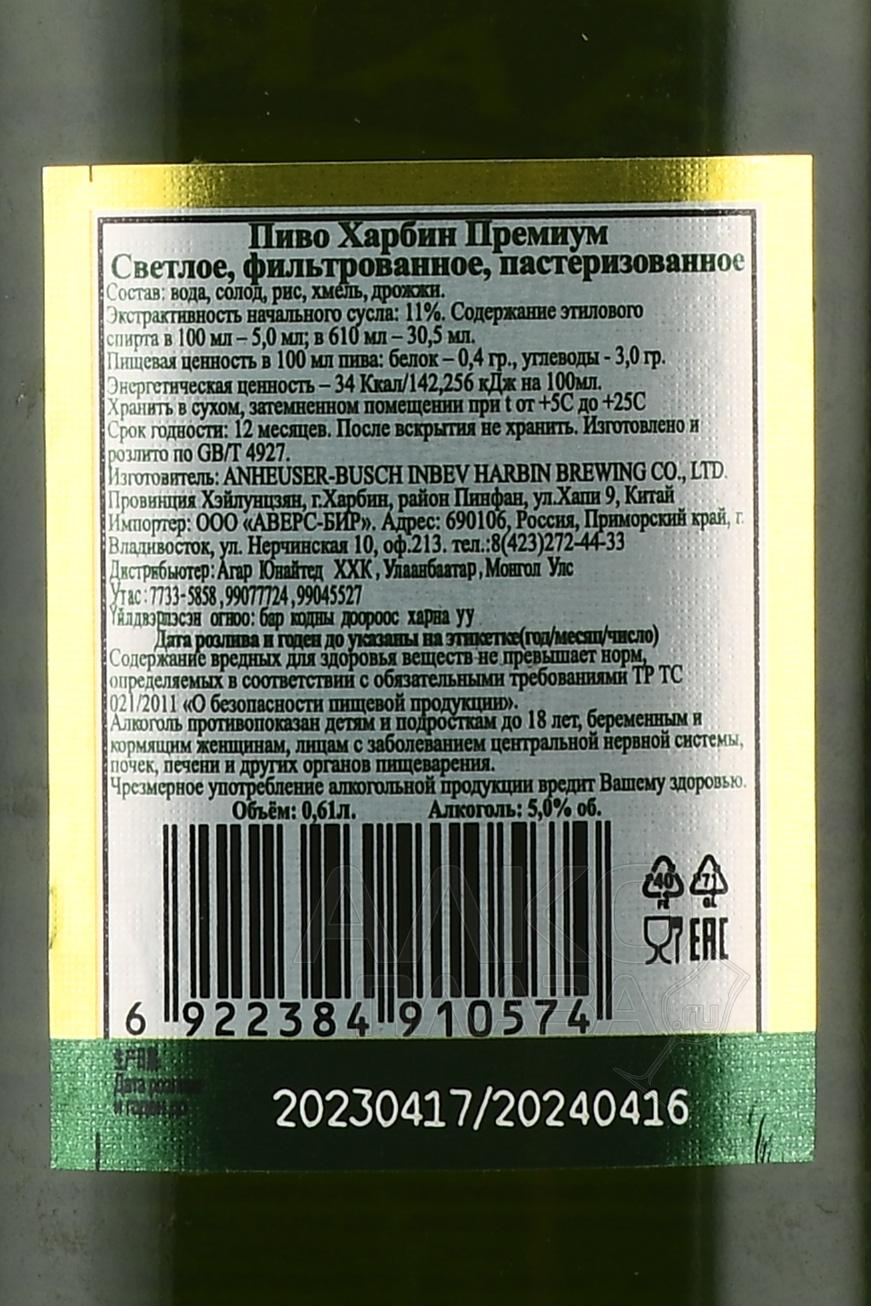 Пиво Харбин Премиум
Светлое, фильтрованное, пастеризованное
Состав: вода, солод, рис, хмель, дрожжи.
Экстрактивность начального сусла: 11%. Содержание этилового
спирта в 100 мл – 5,0 мл; в 610 мл – 30,5 мл.
Пищевая ценность в 100 мл пива: белок – 0,4 гр., углеводы - 3,0 гр.
Энергетическая ценность – 34 Ккал/142,256 кДж на 100мл.
Хранить в сухом, затемненном помещении при t от +5С до +25С
Срок годности: 12 месяцев. После вскрытия не хранить. Изготовлено и
розлито по GB/T 4927.
Изготовитель: ANHEUSER-BUSCH INBEV HARBIN BREWING CO., LTD.
Провинция Хэйлунцзян, г.Харбин, район Пинфан, ул.Хапи 9, Китай
Импортер: ООО «АВЕРС-БИР». Адрес: 690106, Россия, Приморский край, г.
Владивосток, ул. Нерчинская 10, оф.213. тел.:8(423)272-44-33
Дистрибьютер: Агар Юнайтед ХХК, Улаанбаатар, Монгол Улс
Утас: 7733-5858, 99077724, 99045527
Үйлдвэрлэсэн огноо: бар кодны доороос харна уу
Дата розлива и годен до указаны на этикетке(год/месяц/число)
Содержание вредных для здоровья веществ не превышает норм,
определяемых в соответствии с обязательными требованиями ТР ТС
021/2011 «О безопасности пищевой продукции».
Алкоголь противопоказан детям и подросткам до 18 лет, беременным и
кормящим женщинам, лицам с заболеванием центральной нервной системы,
почек, печени и других органов пищеварения.
Чрезмерное употребление алкогольной продукции вредит Вашему здоровью.
Объём: 0,61л. Алкоголь: 5,0% об.
40 71
FE GL
EAC
6 922384 910574
生产日期
Дата розлива
и годен до
20230417/20240416